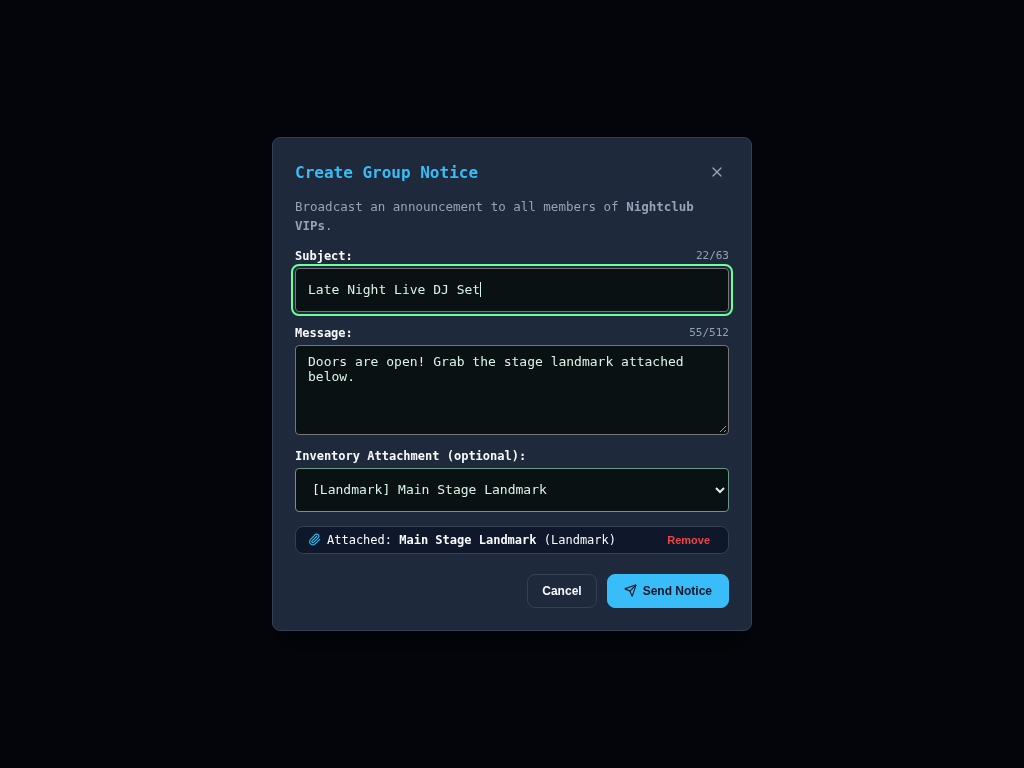 Create Group Notice
Broadcast an announcement to all members of Nightclub
VIPs.
Subject: 22/63
Late Night Live DJ Set
Message: 55/512
Doors are open! Grab the stage landmark attached
below.
Inventory Attachment (optional):
[Landmark] Main Stage Landmark
Attached: Main Stage Landmark (Landmark) Remove
Cancel Send Notice